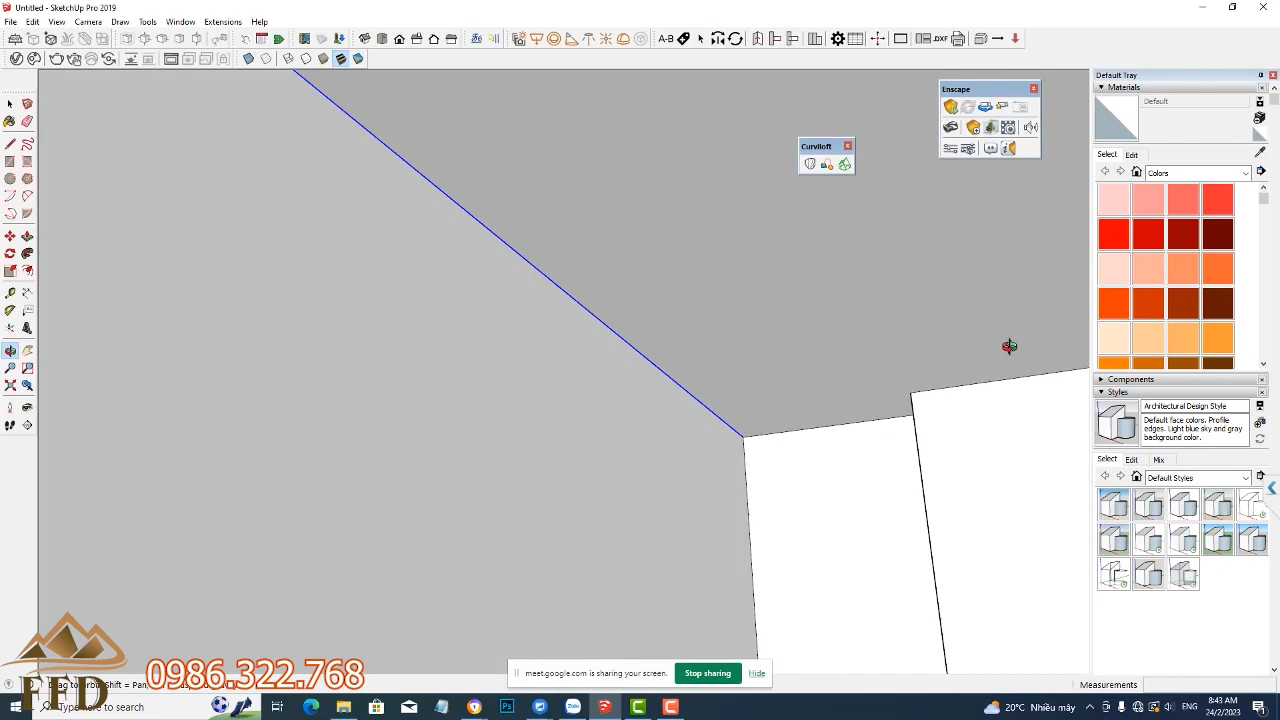 Untitled - SketchUp Pro 2019
File Edit View Camera Draw Tools Window Extensions Help
A-B
DXF
Default Tray
Materials
Default
Enscape
Curviloft
Select Edit
Colors
Components
Styles
Architectural Design Style
Default face colors. Profile edges. Light blue sky and gray background color.
Select Edit Mix
Default Styles
meet.google.com is sharing your screen.
Stop sharing
Hide
0986.322.768
FFD
Measurements
here to search
20°C Nhiều mây
ENG
8:43 AM
24/2/2023